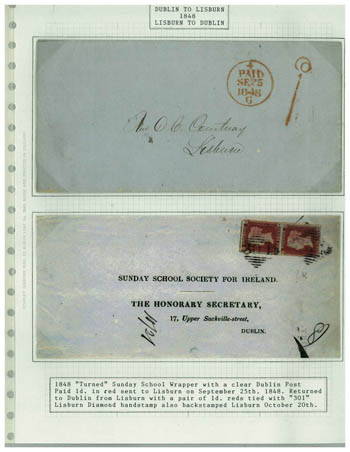 DUBLIN TO LISBURN
1848
LISBURN TO DUBLIN
4
PAID
SE 25
1848
G
Courtnay
Lisburn
SUNDAY SCHOOL SOCIETY FOR IRELAND.
THE HONORARY SECRETARY,
17, Upper Sackville-street,
DUBLIN.
1848 "Turned" Sunday School Wrapper with a clear Dublin Post
Paid 1d. in red sent to Lisburn on September 25th, 1848. Returned
to Dublin from Lisburn with a pair of 1d. reds tied with "301"
Lisburn Diamond handstamp also backstamped Lisburn October 20th.